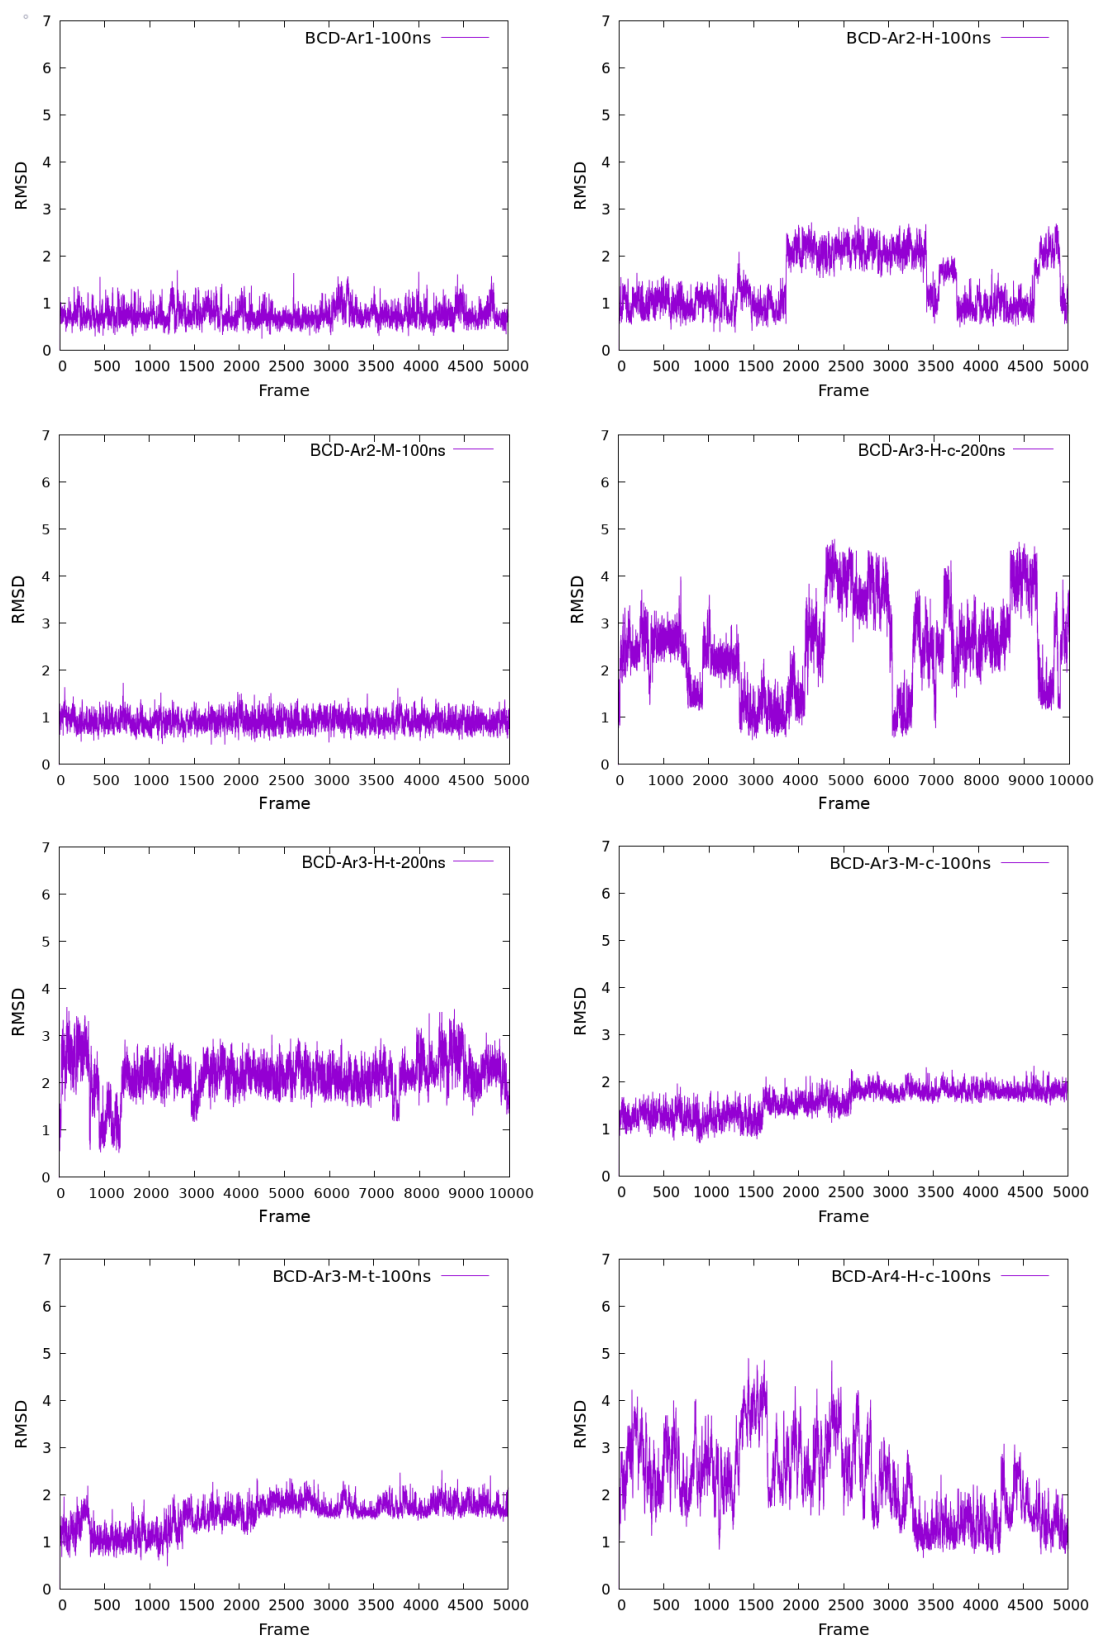 7
6
5
4
3
2
1
0
RMSD
BCD-Ar1-100ns
0 500 1000 1500 2000 2500 3000 3500 4000 4500 5000
Frame
7
6
5
4
3
2
1
0
RMSD
BCD-Ar2-H-100ns
0 500 1000 1500 2000 2500 3000 3500 4000 4500 5000
Frame
7
6
5
4
3
2
1
0
RMSD
BCD-Ar2-M-100ns
0 500 1000 1500 2000 2500 3000 3500 4000 4500 5000
Frame
7
6
5
4
3
2
1
0
RMSD
BCD-Ar3-H-c-200ns
0 1000 2000 3000 4000 5000 6000 7000 8000 9000 10000
Frame
7
6
5
4
3
2
1
0
RMSD
BCD-Ar3-H-t-200ns
0 1000 2000 3000 4000 5000 6000 7000 8000 9000 10000
Frame
7
6
5
4
3
2
1
0
RMSD
BCD-Ar3-M-c-100ns
0 500 1000 1500 2000 2500 3000 3500 4000 4500 5000
Frame
7
6
5
4
3
2
1
0
RMSD
BCD-Ar3-M-t-100ns
0 500 1000 1500 2000 2500 3000 3500 4000 4500 5000
Frame
7
6
5
4
3
2
1
0
RMSD
BCD-Ar4-H-c-100ns
0 500 1000 1500 2000 2500 3000 3500 4000 4500 5000
Frame